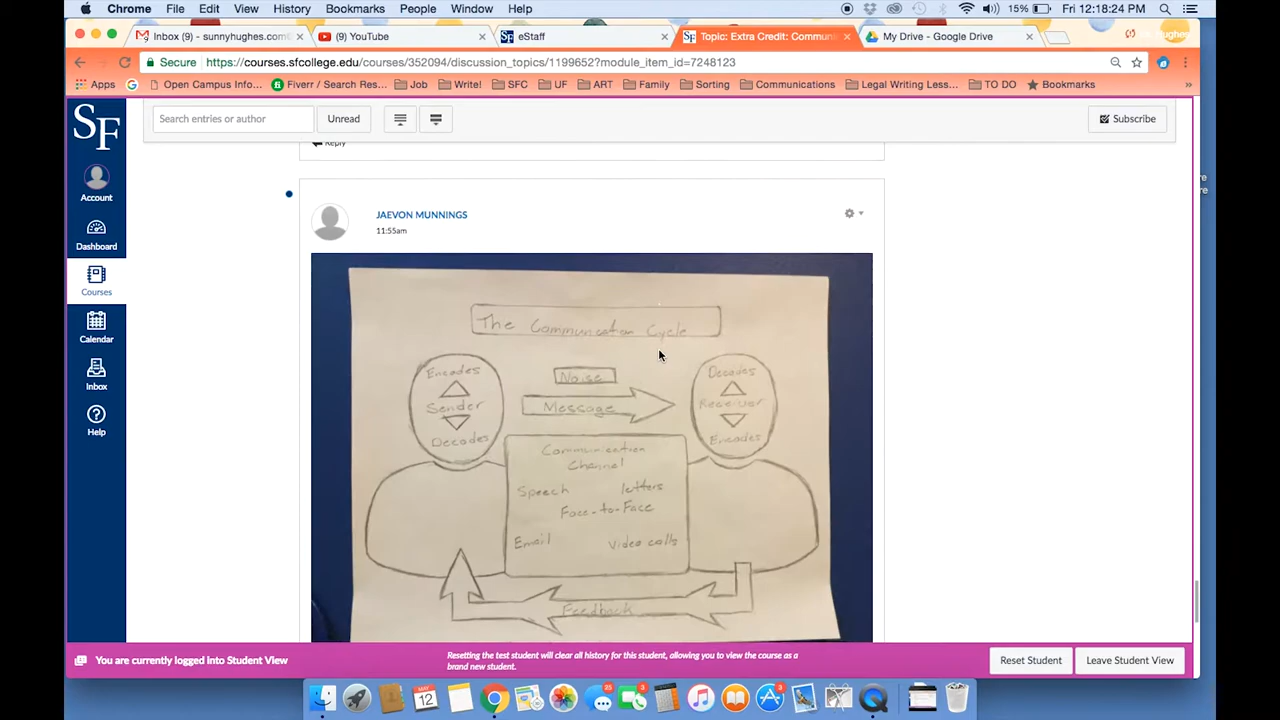 Chrome File Edit View History Bookmarks People Window Help 15% Fri 12:18:24 PM
Inbox (9) - sunnyhughes.com (9) YouTube eStaff Topic: Extra Credit: Commun My Drive - Google Drive
Secure https://courses.sfcollege.edu/courses/352094/discussion_topics/1199652?module_item_id=7248123
Apps Open Campus Info... Fiverr / Search Res... Job Write! SFC UF ART Family Sorting Communications Legal Writing Less... TO DO Bookmarks »
SF
Search entries or author Unread Subscribe
Reply
Account
Dashboard
Courses
Calendar
Inbox
Help
JAEVON MUNNINGS
11:55am
The Communication Cycle
Encodes
Sender
Decodes
Noise
Message
Decodes
Receiver
Encodes
Communication
Channel
Speech letters
Face-to-Face
Email Video calls
Feedback
You are currently logged into Student View
Resetting the test student will clear all history for this student, allowing you to view the course as a
brand new student.
Reset Student Leave Student View
MAY
12
25
3
3